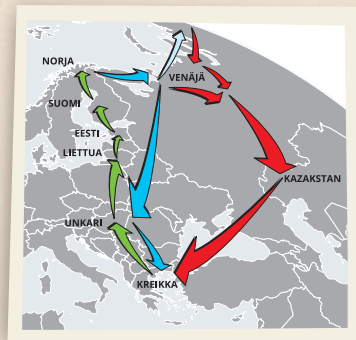 NORJA
VENÄJÄ
SUOMI
EESTI
LIETTUA
KAZAKSTAN
UNKARI
KREIKKA